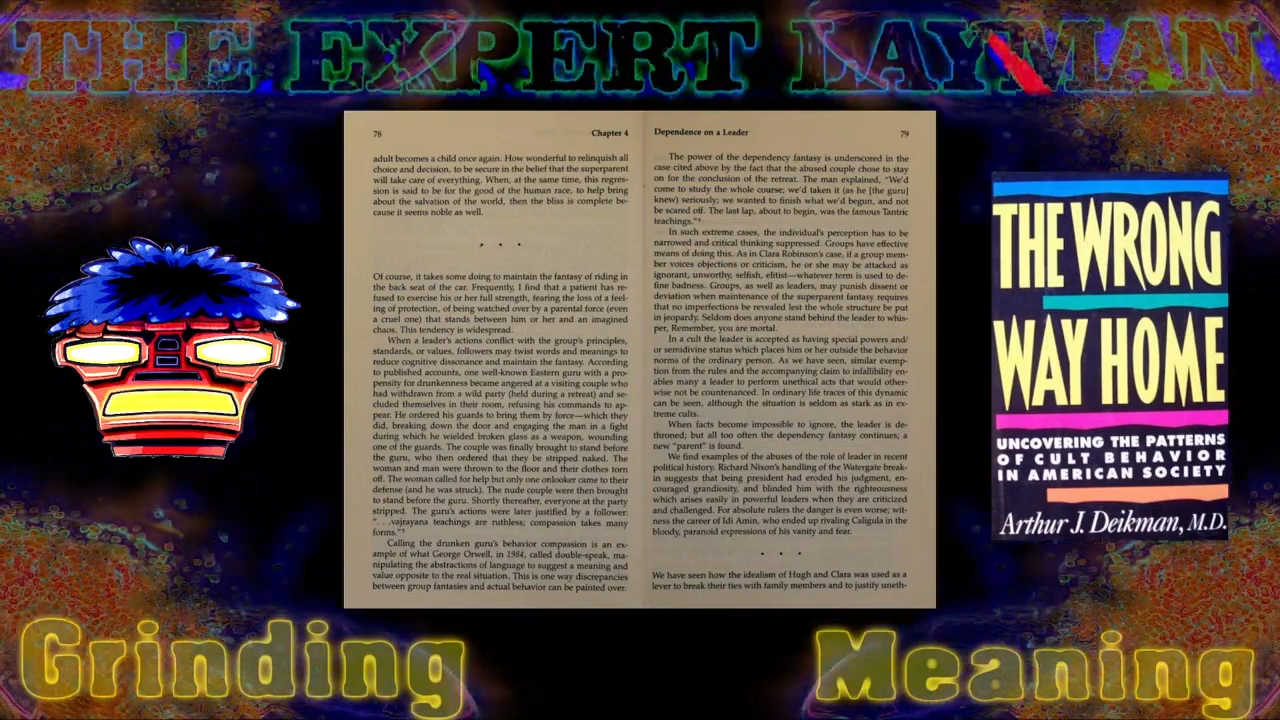 THE EXPERT LAYMAN
78
Chapter 4
adult becomes a child once again. How wonderful to relinquish all
choice and decision, to be secure in the belief that the superparent
will take care of everything. When, at the same time, this regres-
sion is said to be for the good of the human race, to help bring
about the salvation of the world, then the bliss is complete be-
cause it seems noble as well.
. . .
Of course, it takes some doing to maintain the fantasy of riding in
the back seat of the car. Frequently, I find that a patient has re-
fused to exercise his or her full strength, fearing the loss of a feel-
ing of protection, of being watched over by a parental force (even
a cruel one) that stands between him or her and an imagined
chaos. This tendency is widespread.
When a leader's actions conflict with the group's principles,
standards, or values, followers may twist words and meanings to
reduce cognitive dissonance and maintain the fantasy. According
to published accounts, one well-known Eastern guru with a pro-
pensity for drunkenness became angered at a visiting couple who
had withdrawn from a wild party (held during a retreat) and se-
cluded themselves in their room, refusing his commands to ap-
pear. He ordered his guards to bring them by force—which they
did, breaking down the door and engaging the man in a fight
during which he wielded broken glass as a weapon, wounding
one of the guards. The couple was finally brought to stand before
the guru, who then ordered that they be stripped naked. The
woman and man were thrown to the floor and their clothes torn
off. The woman called for help but only one onlooker came to their
defense (and he was struck). The nude couple were then brought
to stand before the guru. Shortly thereafter, everyone at the party
stripped. The guru's actions were later justified by a follower:
". . . .vajrayana teachings are ruthless; compassion takes many
forms."⁵
Calling the drunken guru's behavior compassion is an ex-
ample of what George Orwell, in 1984, called double-speak, ma-
nipulating the abstractions of language to suggest a meaning and
value opposite to the real situation. This is one way discrepancies
between group fantasies and actual behavior can be painted over.
Dependence on a Leader
79
The power of the dependency fantasy is underscored in the
case cited above by the fact that the abused couple chose to stay
on for the conclusion of the retreat. The man explained, "We'd
come to study the whole course; we'd taken it (as he [the guru]
knew) seriously; we wanted to finish what we'd begun, and not
be scared off. The last lap, about to begin, was the famous Tantric
teachings."⁶
In such extreme cases, the individual's perception has to be
narrowed and critical thinking suppressed. Groups have effective
means of doing this. As in Clara Robinson's case, if a group mem-
ber voices objections or criticism, he or she may be attacked as
ignorant, unworthy, selfish, elitist—whatever term is used to de-
fine badness. Groups, as well as leaders, may punish dissent or
deviation when maintenance of the superparent fantasy requires
that no imperfections be revealed lest the whole structure be put
in jeopardy. Seldom does anyone stand behind the leader to whis-
per, Remember, you are mortal.
In a cult the leader is accepted as having special powers and/
or semidivine status which places him or her outside the behavior
norms of the ordinary person. As we have seen, similar exemp-
tion from the rules and the accompanying claim to infallibility en-
ables many a leader to perform unethical acts that would other-
wise not be countenanced. In ordinary life traces of this dynamic
can be seen, although the situation is seldom as stark as in ex-
treme cults.
When facts become impossible to ignore, the leader is de-
throned; but all too often the dependency fantasy continues; a
new "parent" is found.
We find examples of the abuses of the role of leader in recent
political history. Richard Nixon's handling of the Watergate break-
in suggests that being president had eroded his judgment, en-
couraged grandiosity, and blinded him with the righteousness
which arises easily in powerful leaders when they are criticized
and challenged. For absolute rulers the danger is even worse; wit-
ness the career of Idi Amin, who ended up rivaling Caligula in the
bloody, paranoid expressions of his vanity and fear.
. . .
We have seen how the idealism of Hugh and Clara was used as a
lever to break their ties with family members and to justify uneth-
THE WRONG
WAY HOME
UNCOVERING THE PATTERNS
OF CULT BEHAVIOR
IN AMERICAN SOCIETY
Arthur J. Deikman, M.D.
Grinding
Meaning